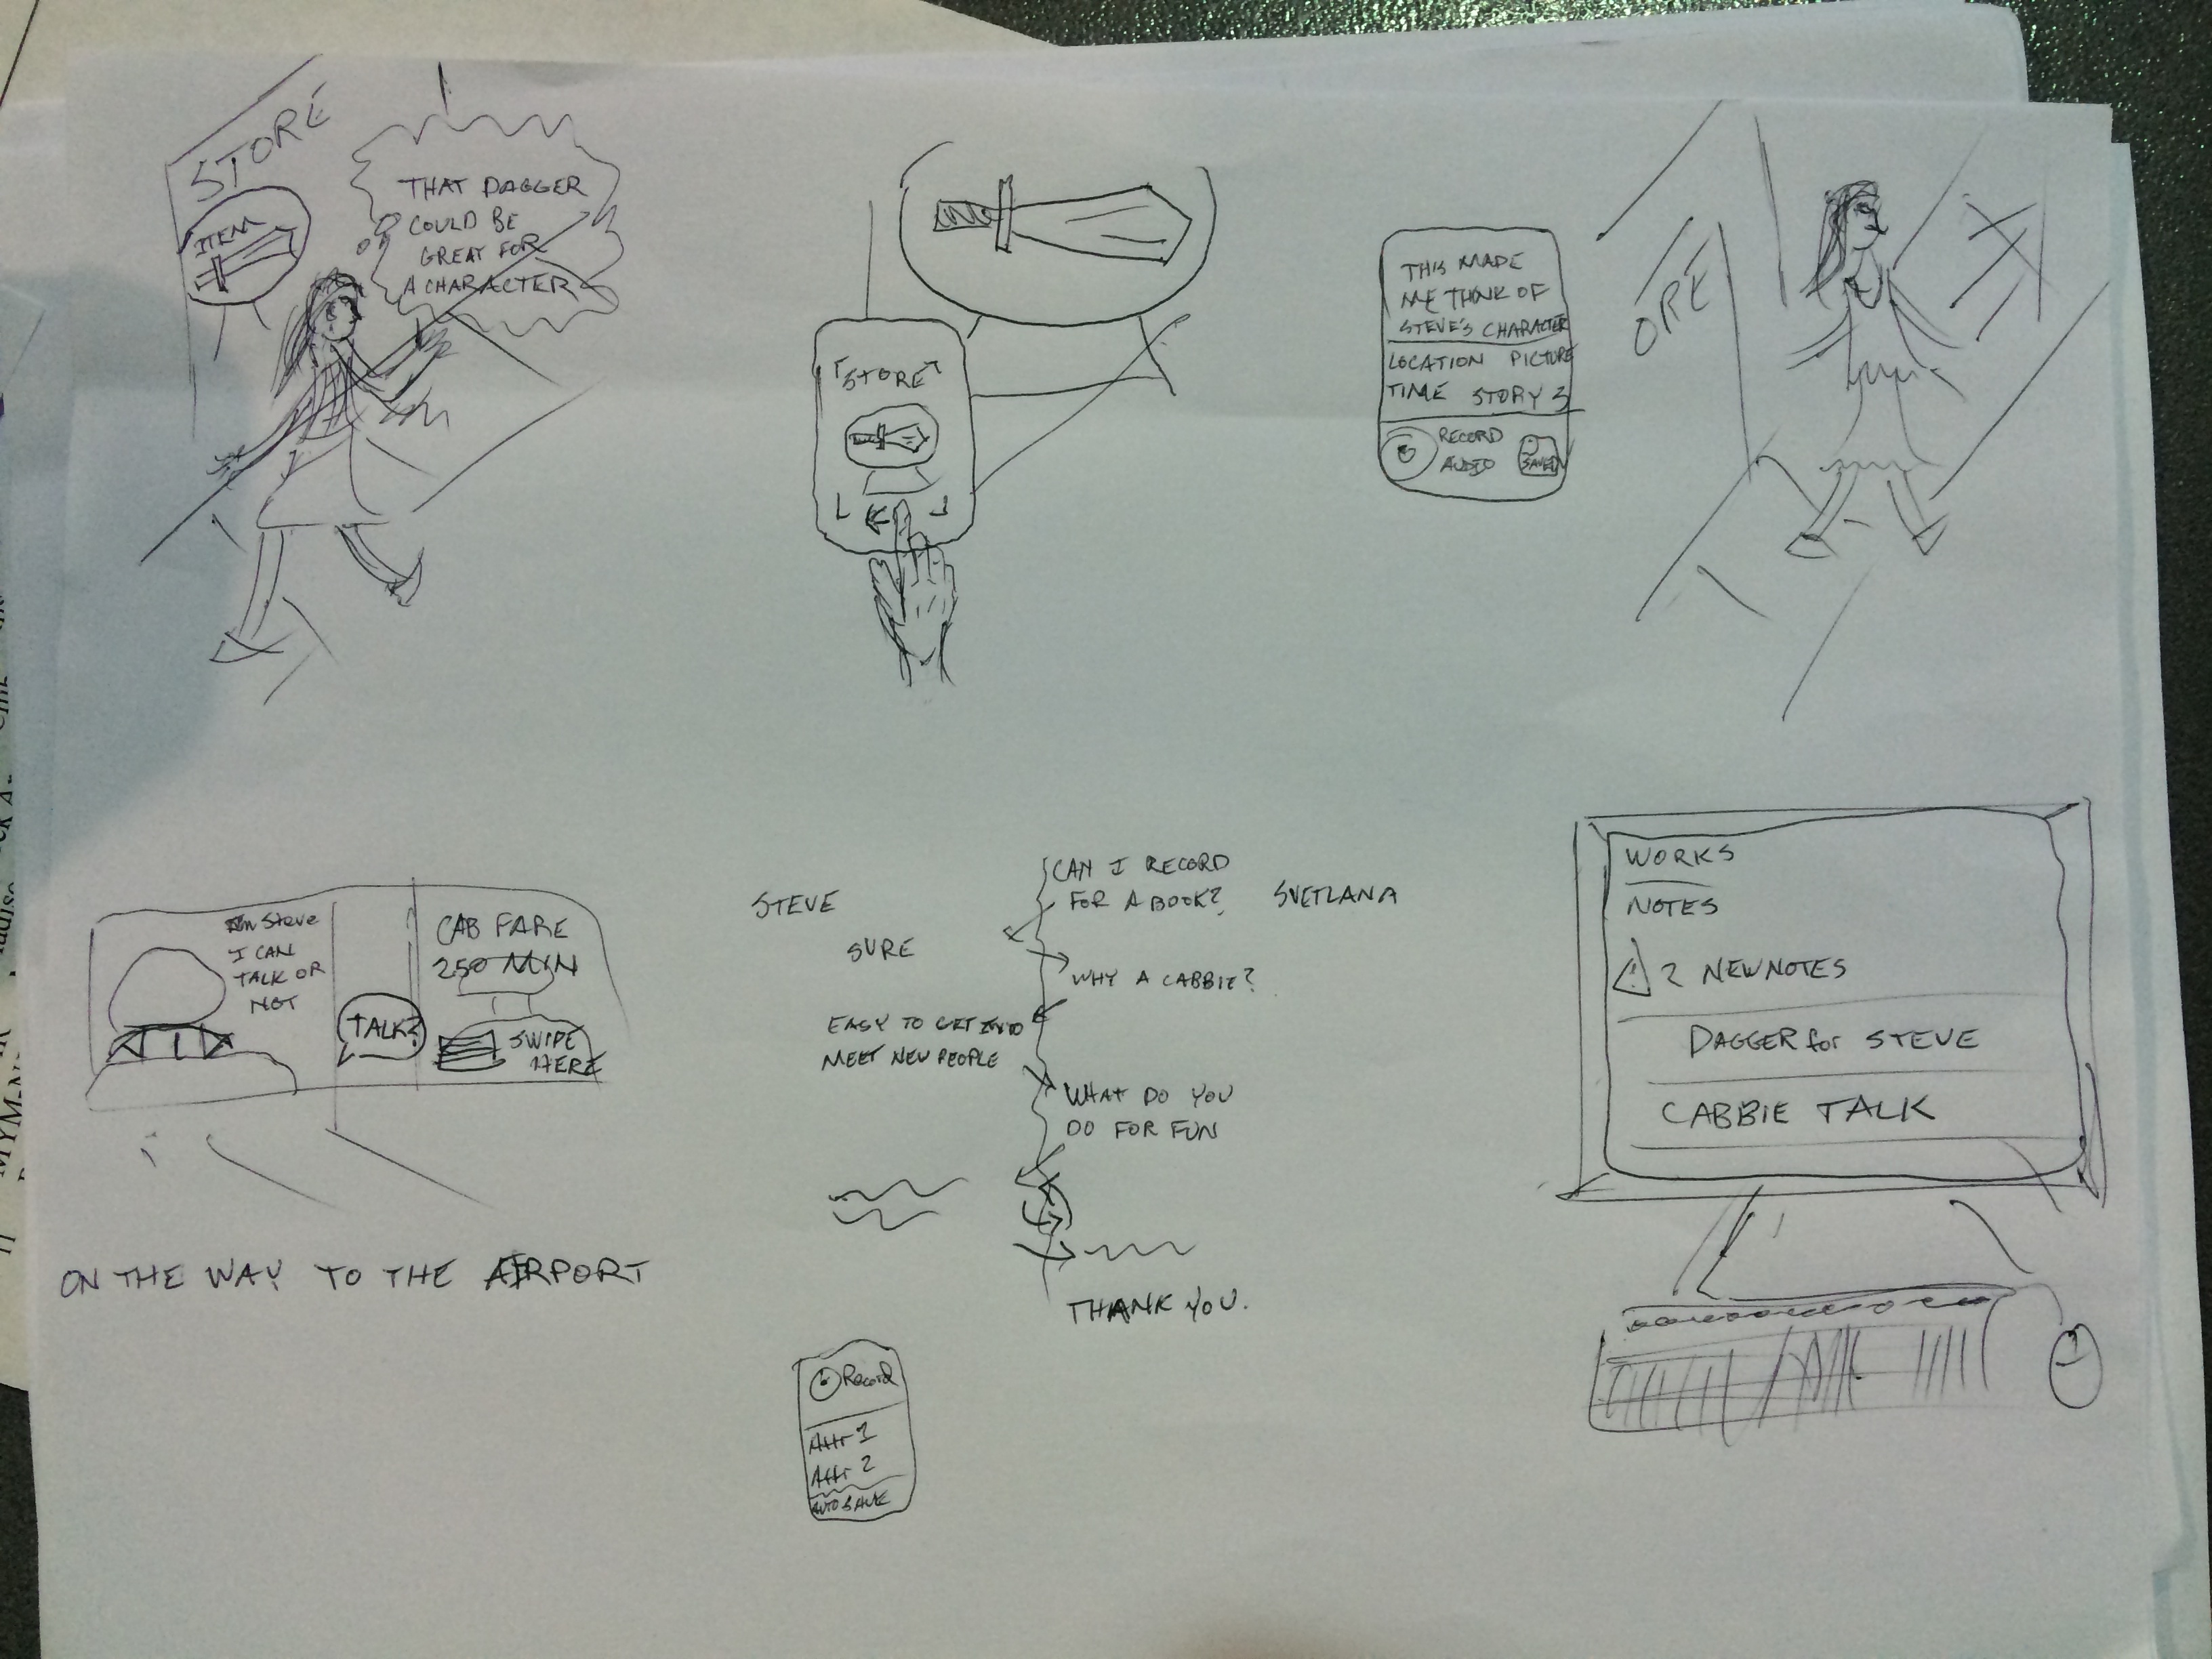 STORE
ITEM
THAT DAGGER
COULD BE
GREAT FOR
A CHARACTER
STORE
THIS MADE
ME THINK OF
STEVE'S CHARACTER
LOCATION PICTURE
TIME STORY 3
RECORD
AUDIO
SAVED
ORE
I'm Steve
I CAN
TALK OR
NOT
TALK?
CAB FARE
250 MIN
SWIPE
HERE
ON THE WAY TO THE AIRPORT
STEVE
SVETLANA
CAN I RECORD
FOR A BOOK?
SURE
WHY A CABBIE?
EASY TO GET INTO
MEET NEW PEOPLE
WHAT DO YOU
DO FOR FUN
THANK YOU.
Record
Attr 1
Attr 2
AUTO SAVE
WORKS
NOTES
! 2 NEW NOTES
DAGGER for STEVE
CABBIE TALK